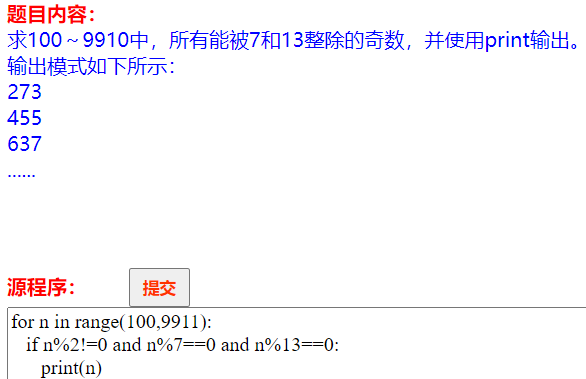 题目内容：
求100～9910中，所有能被7和13整除的奇数，并使用print输出。
输出模式如下所示：
273
455
637
......
源程序： 提交
for n in range(100,9911):
   if n%2!=0 and n%7==0 and n%13==0:
      print(n)